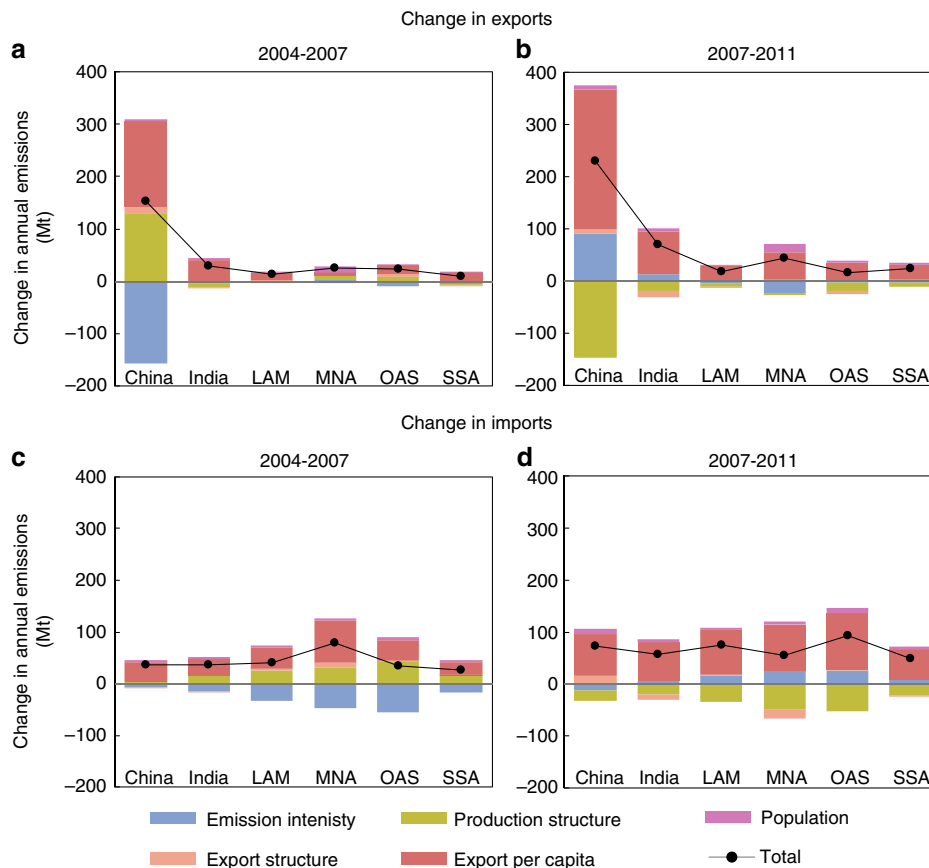 Change in exports
a
2004-2007
b
2007-2011
Change in annual emissions
(Mt)
400
300
200
100
0
−100
−200
China India LAM MNA OAS SSA
400
300
200
100
0
−100
−200
China India LAM MNA OAS SSA
Change in imports
c
2004-2007
d
2007-2011
Change in annual emissions
(Mt)
400
300
200
100
0
−100
−200
China India LAM MNA OAS SSA
400
300
200
100
0
−100
−200
China India LAM MNA OAS SSA
Emission intenisty Production structure Population
Export structure Export per capita Total